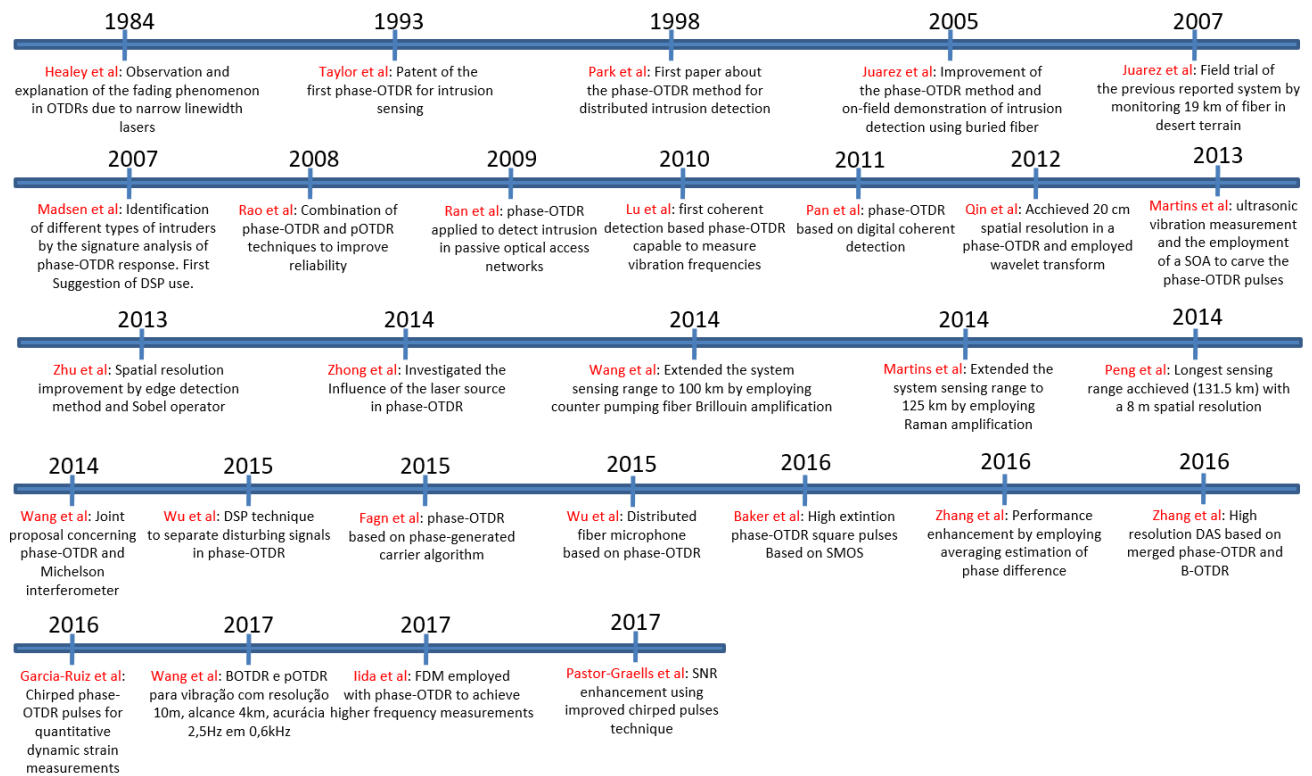 1984
1993
1998
2005
2007
Healey et al: Observation and
explanation of the fading phenomenon
in OTDRs due to narrow linewidth
lasers
Taylor et al: Patent of the
first phase-OTDR for intrusion
sensing
Park et al: First paper about
the phase-OTDR method for
distributed intrusion detection
Juarez et al: Improvement of
the phase-OTDR method and
on-field demonstration of intrusion
detection using buried fiber
Juarez et al: Field trial of
the previous reported system by
monitoring 19 km of fiber in
desert terrain
2007
2008
2009
2010
2011
2012
2013
Madsen et al: Identification
of different types of intruders
by the signature analysis of
phase-OTDR response. First
Suggestion of DSP use.
Rao et al: Combination of
phase-OTDR and pOTDR
techniques to improve
reliability
Ran et al: phase-OTDR
applied to detect intrusion
in passive optical access
networks
Lu et al: first coherent
detection based phase-OTDR
capable to measure
vibration frequencies
Pan et al: phase-OTDR
based on digital coherent
detection
Qin et al: Acchieved 20 cm
spatial resolution in a
phase-OTDR and employed
wavelet transform
Martins et al: ultrasonic
vibration measurement
and the employment
of a SOA to carve the
phase-OTDR pulses
2013
2014
2014
2014
2014
Zhu et al: Spatial resolution
improvement by edge detection
method and Sobel operator
Zhong et al: Investigated the
Influence of the laser source
in phase-OTDR
Wang et al: Extended the system
sensing range to 100 km by employing
counter pumping fiber Brillouin amplification
Martins et al: Extended the
system sensing range to
125 km by employing
Raman amplification
Peng et al: Longest sensing
range acchieved (131.5 km) with
a 8 m spatial resolution
2014
2015
2015
2015
2016
2016
2016
Wang et al: Joint
proposal concerning
phase-OTDR and
Michelson
interferometer
Wu et al: DSP technique
to separate disturbing signals
in phase-OTDR
Fagn et al: phase-OTDR
based on phase-generated
carrier algorithm
Wu et al: Distributed
fiber microphone
based on phase-OTDR
Baker et al: High extintion
phase-OTDR square pulses
Based on SMOS
Zhang et al: Performance
enhancement by employing
averaging estimation of
phase difference
Zhang et al: High
resolution DAS based on
merged phase-OTDR and
B-OTDR
2016
2017
2017
2017
Garcia-Ruiz et al:
Chirped phase-
OTDR pulses for
quantitative
dynamic strain
measurements
Wang et al: BOTDR e pOTDR
para vibração com resolução
10m, alcance 4km, acurácia
2,5Hz em 0,6kHz
Iida et al: FDM employed
with phase-OTDR to achieve
higher frequency measurements
Pastor-Graells et al: SNR
enhancement using
improved chirped pulses
technique